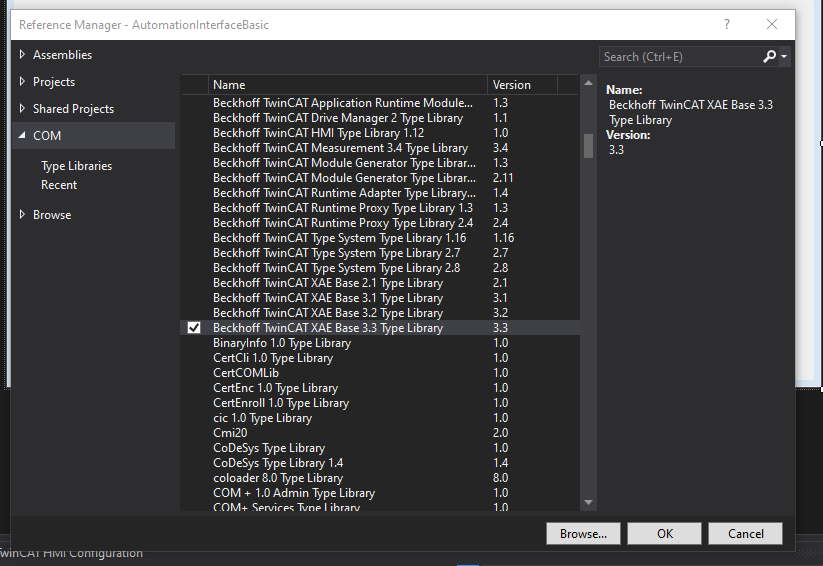 Reference Manager - AutomationInterfaceBasic
?
Assemblies
Projects
Shared Projects
COM
Type Libraries
Recent
Browse
Name Version
Beckhoff TwinCAT Application Runtime Module... 1.3
Beckhoff TwinCAT Drive Manager 2 Type Library 1.1
Beckhoff TwinCAT HMI Type Library 1.12 1.0
Beckhoff TwinCAT Measurement 3.4 Type Library 3.4
Beckhoff TwinCAT Module Generator Type Librar... 1.3
Beckhoff TwinCAT Module Generator Type Librar... 2.11
Beckhoff TwinCAT Runtime Adapter Type Library... 1.4
Beckhoff TwinCAT Runtime Proxy Type Library 1.3 1.3
Beckhoff TwinCAT Runtime Proxy Type Library 2.4 2.4
Beckhoff TwinCAT Type System Type Library 1.16 1.16
Beckhoff TwinCAT Type System Type Library 2.7 2.7
Beckhoff TwinCAT Type System Type Library 2.8 2.8
Beckhoff TwinCAT XAE Base 2.1 Type Library 2.1
Beckhoff TwinCAT XAE Base 3.1 Type Library 3.1
Beckhoff TwinCAT XAE Base 3.2 Type Library 3.2
Beckhoff TwinCAT XAE Base 3.3 Type Library 3.3
BinaryInfo 1.0 Type Library 1.0
CertCli 1.0 Type Library 1.0
CertCOMLib 1.0
CertEnc 1.0 Type Library 1.0
CertEnroll 1.0 Type Library 1.0
cic 1.0 Type Library 1.0
Cmi20 2.0
CoDeSys Type Library 1.0
CoDeSys Type Library 1.4 1.4
coloader 8.0 Type Library 8.0
COM + 1.0 Admin Type Library 1.0
COM+ Services Type Library 1.0
Search (Ctrl+E)
Name:
Beckhoff TwinCAT XAE Base 3.3
Type Library
Version:
3.3
Browse... OK Cancel
winCAT HMI Configuration